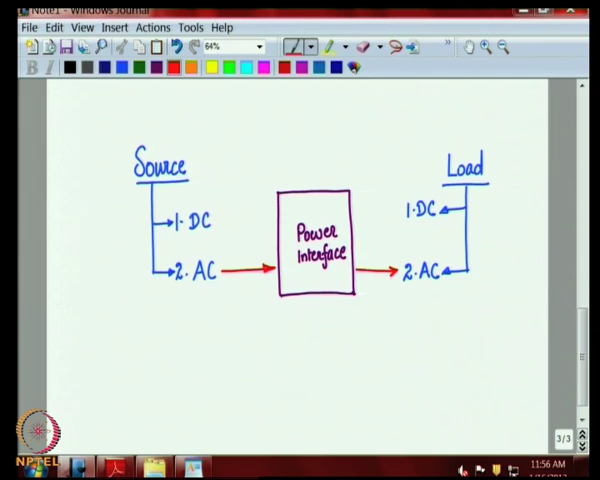 Note1 - Windows Journal
File Edit View Insert Actions Tools Help
64%
B I
Source
Load
1. DC
1. DC
Power
Interface
2. AC
2. AC
3/3
NPTEL
11:56 AM